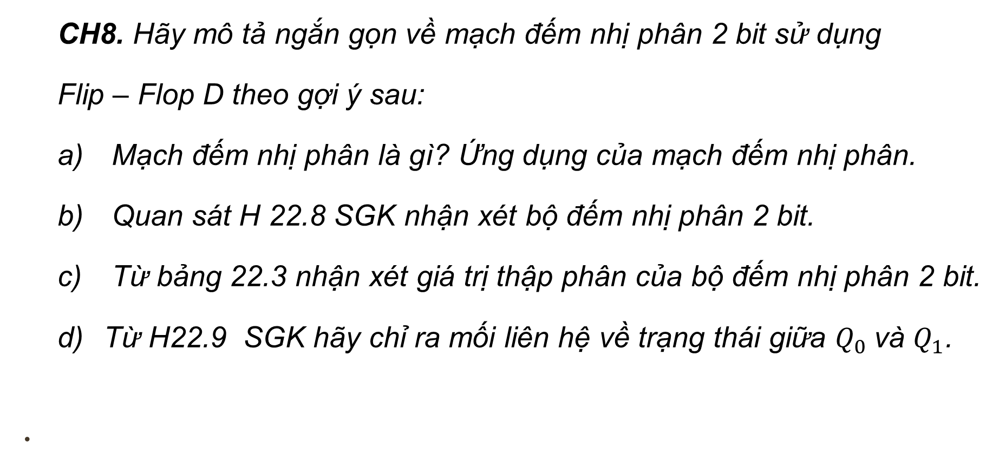 CH8. Hãy mô tả ngắn gọn về mạch đếm nhị phân 2 bit sử dụng
Flip – Flop D theo gợi ý sau:
a) Mạch đếm nhị phân là gì? Ứng dụng của mạch đếm nhị phân.
b) Quan sát H 22.8 SGK nhận xét bộ đếm nhị phân 2 bit.
c) Từ bảng 22.3 nhận xét giá trị thập phân của bộ đếm nhị phân 2 bit.
d) Từ H22.9 SGK hãy chỉ ra mối liên hệ về trạng thái giữa Q₀ và Q₁.